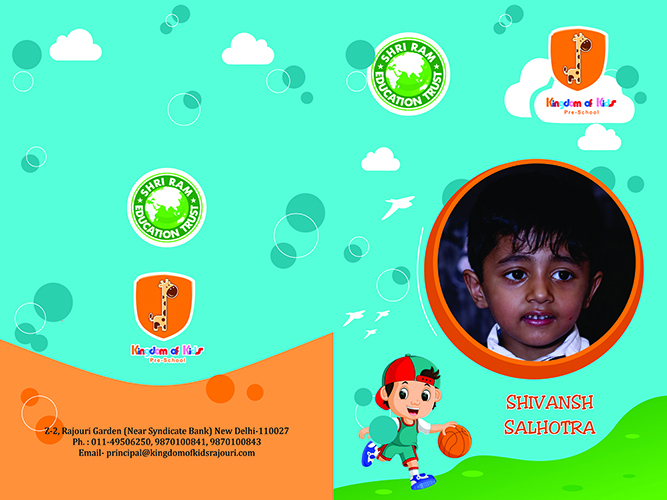 SHRI RAM
EDUCATION TRUST
Kingdom of Kids
Pre-School
Z-2, Rajouri Garden (Near Syndicate Bank) New Delhi-110027
Ph. : 011-49506250, 9870100841, 9870100843
Email- principal@kingdomofkidsrajouri.com
SHRI RAM
EDUCATION TRUST
Kingdom of Kids
Pre-School
SHIVANSH
SALHOTRA